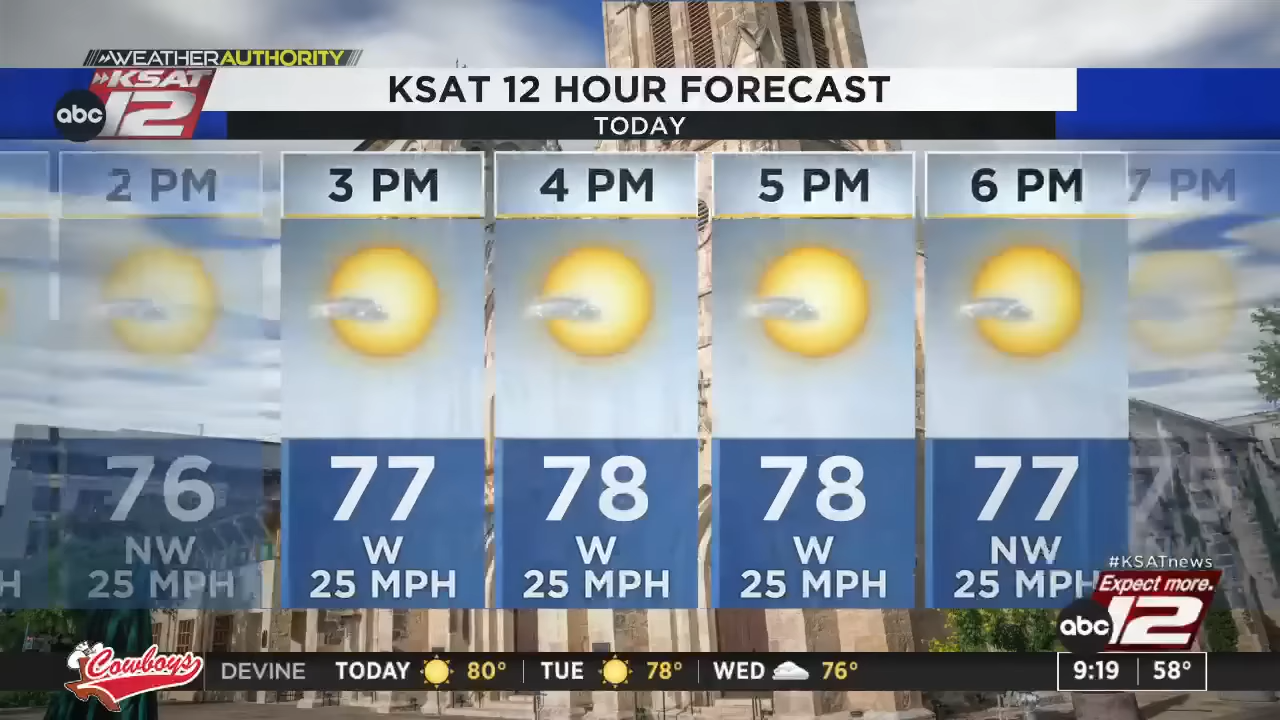 WEATHERAUTHORITY
KSAT
abc 12
KSAT 12 HOUR FORECAST
TODAY
2 PM 3 PM 4 PM 5 PM 6 PM 7 PM
76 77 78 78 77 75
NW W W W NW
25 MPH 25 MPH 25 MPH 25 MPH 25 MPH
#KSATnews
Expect more.
abc 12
Cowboys DEVINE TODAY 80° TUE 78° WED 76° 9:19 58°